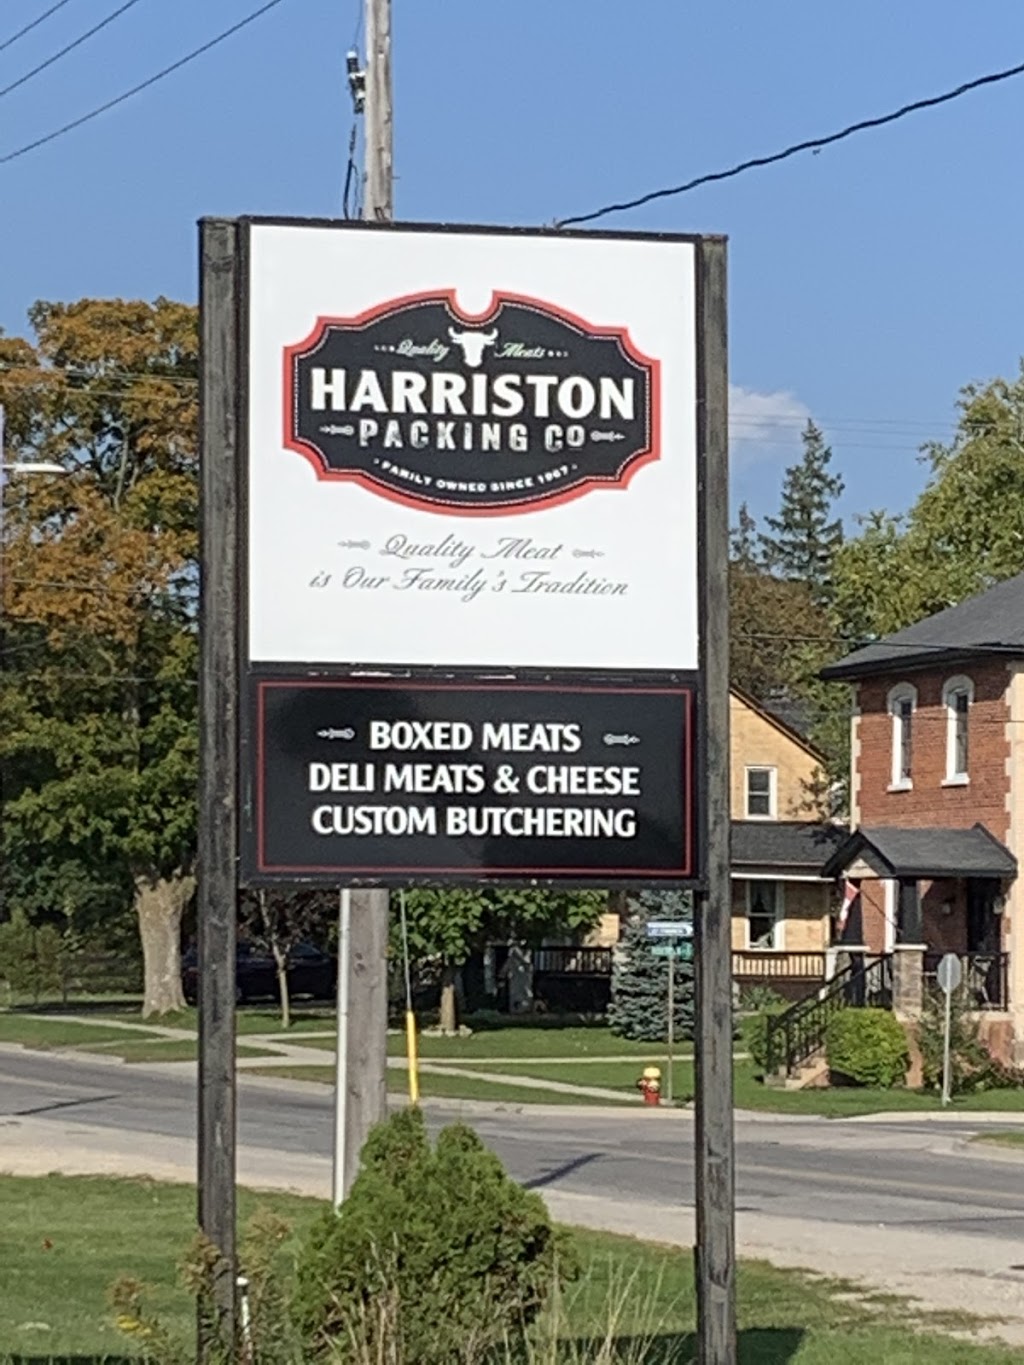 Quality Meats
HARRISTON
PACKING CO
FAMILY OWNED SINCE 1967
Quality Meat
is Our Family's Tradition
BOXED MEATS
DELI MEATS & CHEESE
CUSTOM BUTCHERING